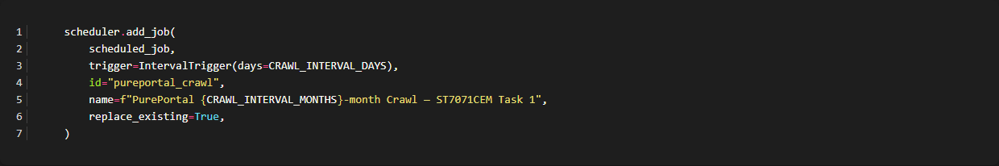 1 scheduler.add_job(
2 scheduled_job,
3 trigger=IntervalTrigger(days=CRAWL_INTERVAL_DAYS),
4 id="pureportal_crawl",
5 name=f"PurePortal {CRAWL_INTERVAL_MONTHS}-month Crawl — ST7071CEM Task 1",
6 replace_existing=True,
7 )